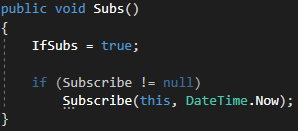 public void Subs()
{
    IfSubs = true;

    if (Subscribe != null)
        Subscribe(this, DateTime.Now);
}